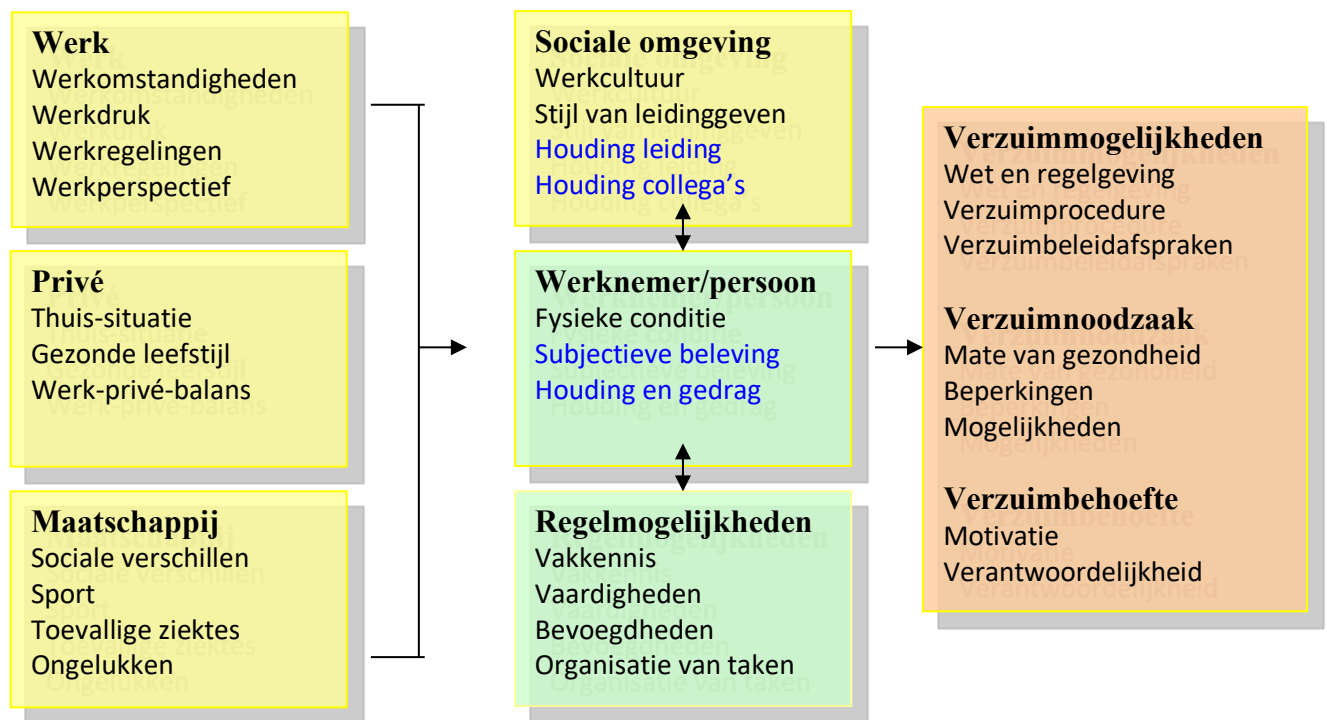 Werk
Werkomstandigheden
Werkdruk
Werkregelingen
Werkperspectief
Privé
Thuis-situatie
Gezonde leefstijl
Werk-privé-balans
Maatschappij
Sociale verschillen
Sport
Toevallige ziektes
Ongelukken
Sociale omgeving
Werkcultuur
Stijl van leidinggeven
Houding leiding
Houding collega's
Werknemer/persoon
Fysieke conditie
Subjectieve beleving
Houding en gedrag
Regelmogelijkheden
Vakkennis
Vaardigheden
Bevoegdheden
Organisatie van taken
Verzuimmogelijkheden
Wet en regelgeving
Verzuimprocedure
Verzuimbeleidafspraken
Verzuimnoodzaak
Mate van gezondheid
Beperkingen
Mogelijkheden
Verzuimbehoefte
Motivatie
Verantwoordelijkheid